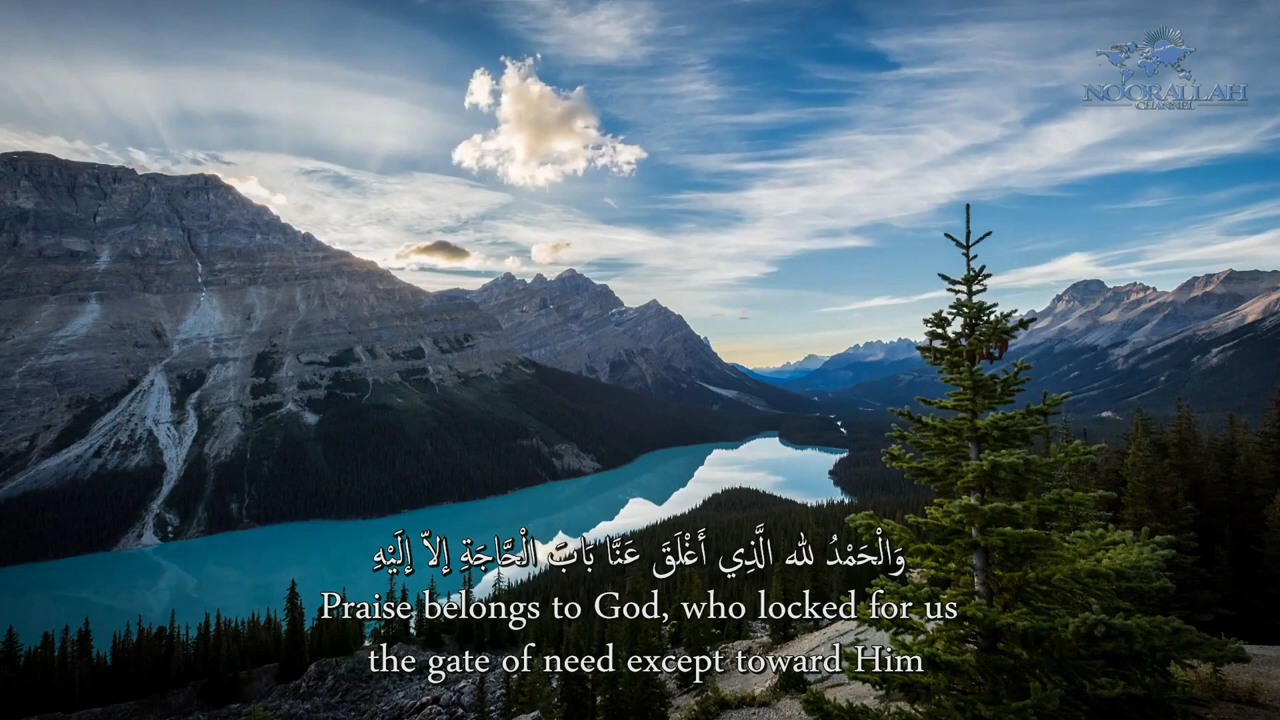 NOORALLAH
CHANNEL
وَالْحَمْدُ لله الَّذِي أَغْلَقَ عَنَّا بَابَ الْحَّاجَةِ إلاّ إلَيْهِ
Praise belongs to God, who locked for us
the gate of need except toward Him